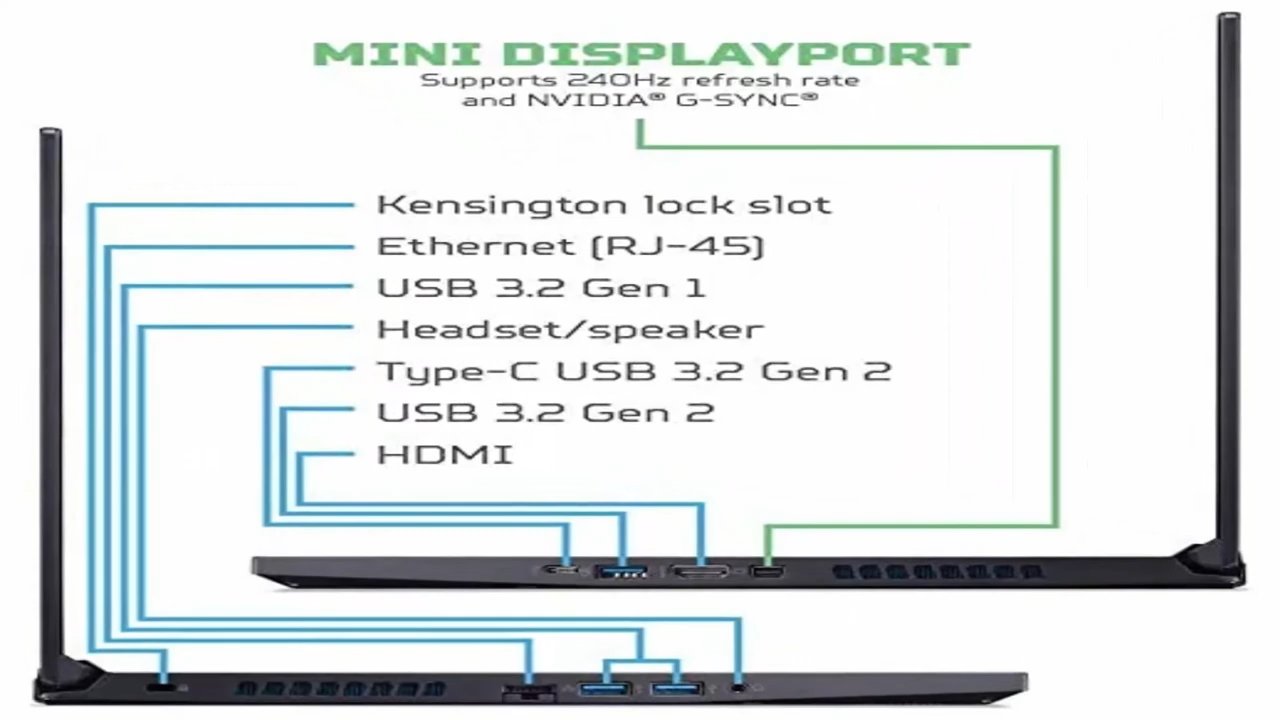 MINI DISPLAYPORT
Supports 240Hz refresh rate
and NVIDIA® G-SYNC®
Kensington lock slot
Ethernet (RJ-45)
USB 3.2 Gen 1
Headset/speaker
Type-C USB 3.2 Gen 2
USB 3.2 Gen 2
HDMI